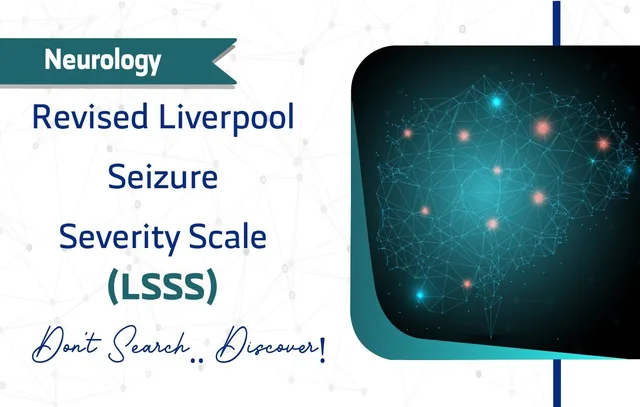 Neurology
Revised Liverpool
Seizure
Severity Scale
(LSSS)
Don't Search.. Discover!